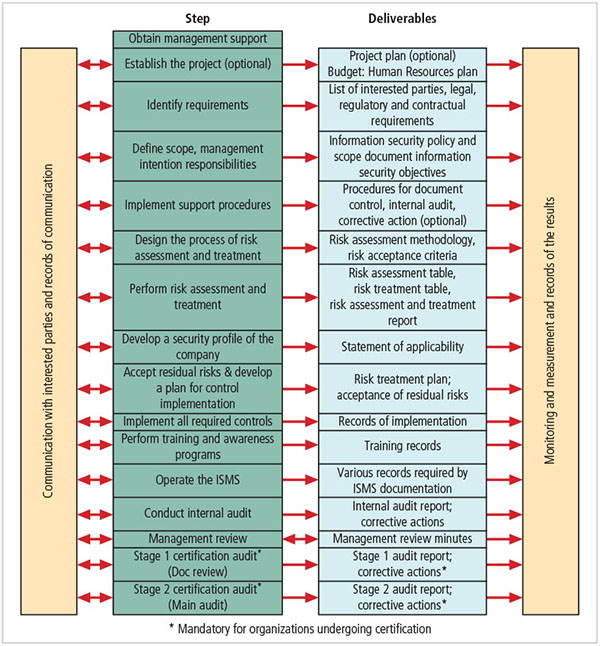 Step
Deliverables
Communication with interested parties and records of communication
Obtain management support
Establish the project (optional)
Project plan (optional)
Budget: Human Resources plan
Identify requirements
List of interested parties, legal,
regulatory and contractual
requirements
Define scope, management
intention responsibilities
Information security policy and
scope document information
security objectives
Implement support procedures
Procedures for document
control, internal audit,
corrective action (optional)
Design the process of risk
assessment and treatment
Risk assessment methodology,
risk acceptance criteria
Perform risk assessment and
treatment
Risk assessment table,
risk treatment table,
risk assessment and treatment
report
Develop a security profile of the
company
Statement of applicability
Accept residual risks & develop
a plan for control
implementation
Risk treatment plan;
acceptance of residual risks
Implement all required controls
Records of implementation
Perform training and awareness
programs
Training records
Operate the ISMS
Various records required by
ISMS documentation
Conduct internal audit
Internal audit report;
corrective actions
Management review
Management review minutes
Stage 1 certification audit*
(Doc review)
Stage 1 audit report;
corrective actions*
Stage 2 certification audit*
(Main audit)
Stage 2 audit report;
corrective actions*
Monitoring and measurement and records of the results
* Mandatory for organizations undergoing certification